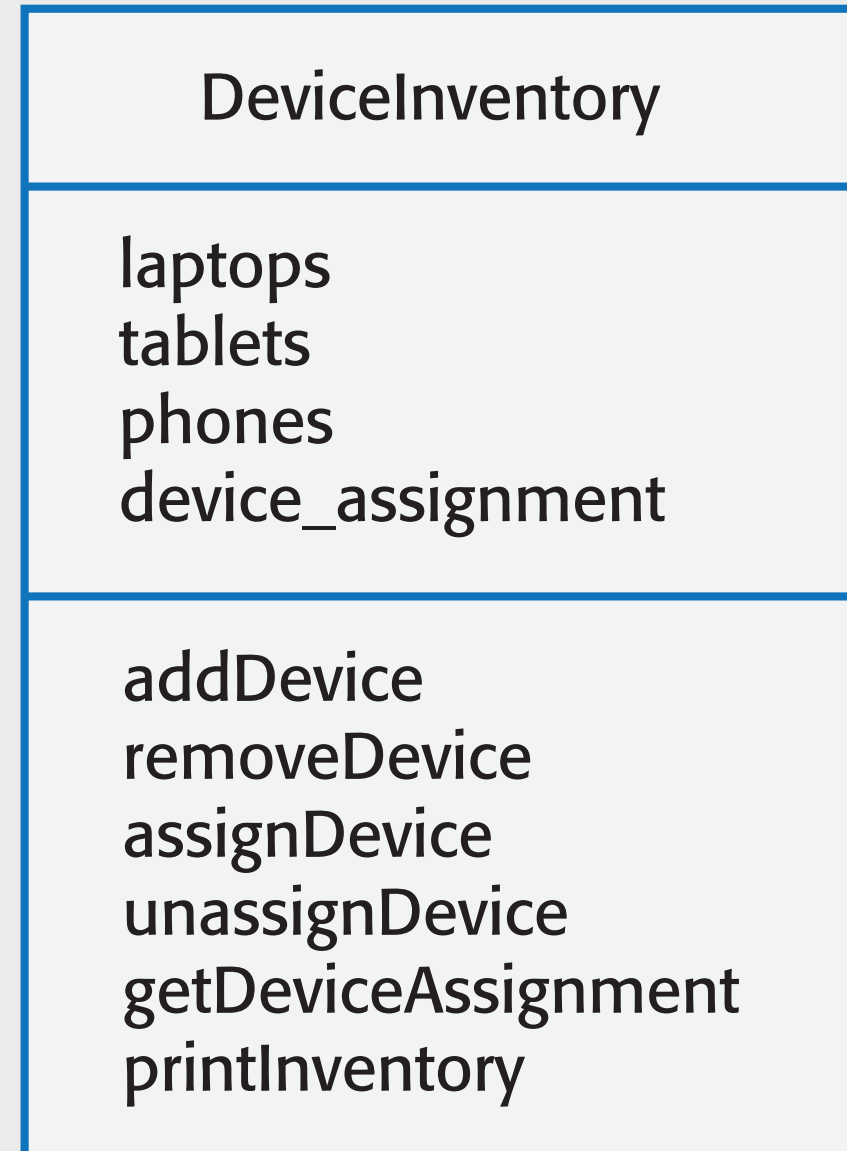 DeviceInventory
laptops
tablets
phones
device_assignment
addDevice
removeDevice
assignDevice
unassignDevice
getDeviceAssignment
printInventory